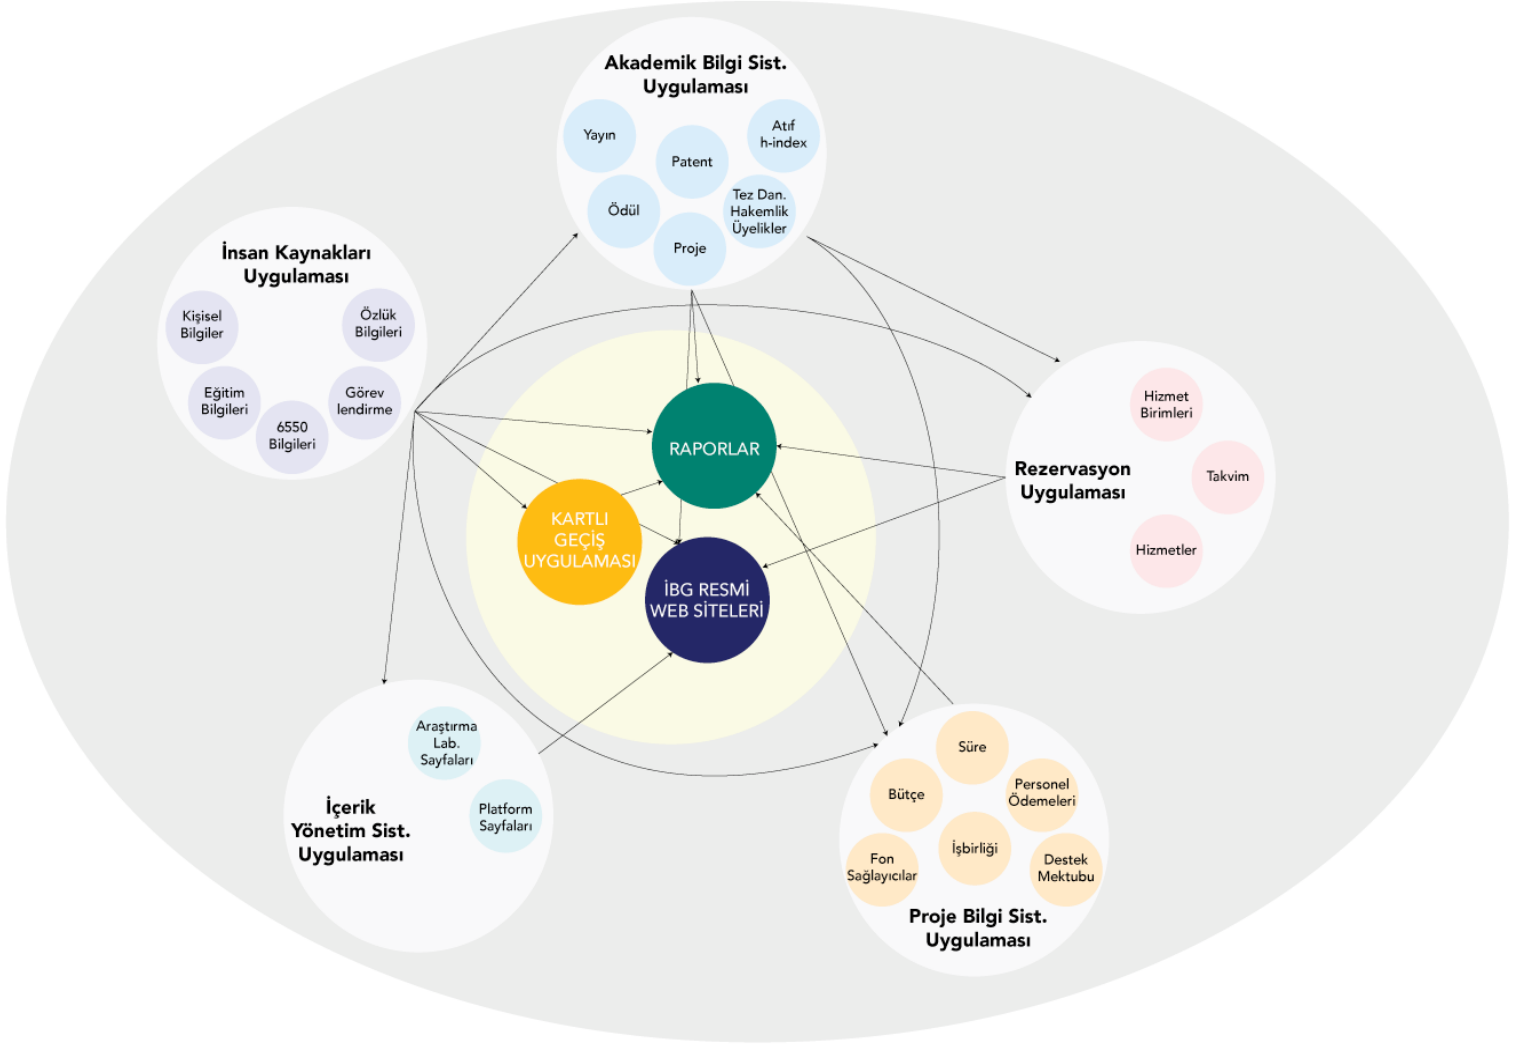 Akademik Bilgi Sist.
Uygulaması
Yayın
Patent
Atıf
h-index
Ödül
Tez Dan.
Hakemlik
Üyelikler
Proje
İnsan Kaynakları
Uygulaması
Kişisel
Bilgiler
Özlük
Bilgileri
Eğitim
Bilgileri
Görev
lendirme
6550
Bilgileri
RAPORLAR
KARTLI
GEÇİŞ
UYGULAMASI
İBG RESMİ
WEB SİTELERİ
Hizmet
Birimleri
Rezervasyon
Uygulaması
Takvim
Hizmetler
Araştırma
Lab.
Sayfaları
Platform
Sayfaları
İçerik
Yönetim Sist.
Uygulaması
Süre
Bütçe
Personel
Ödemeleri
İşbirliği
Fon
Sağlayıcılar
Destek
Mektubu
Proje Bilgi Sist.
Uygulaması